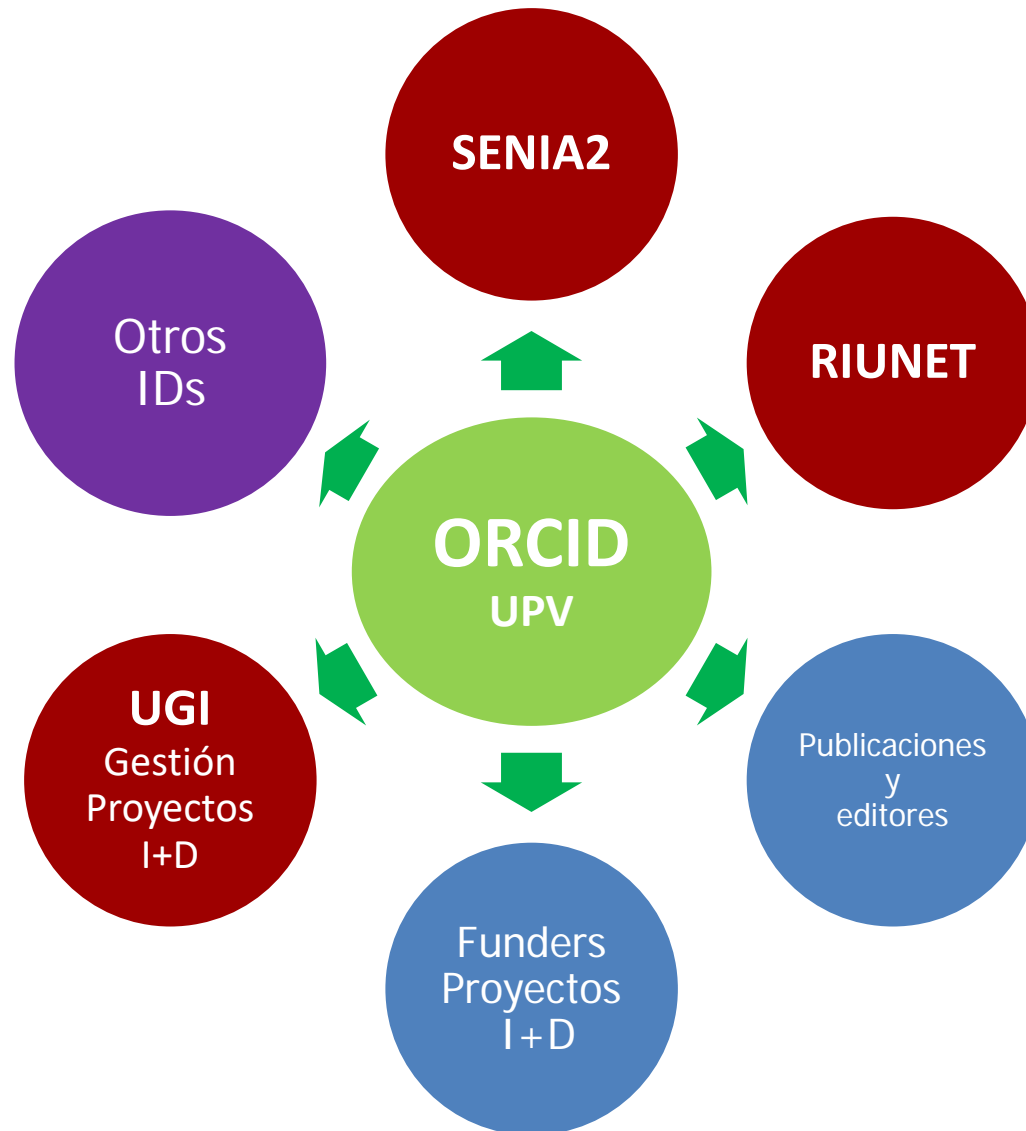 SENIA2
Otros
IDs
RIUNET
ORCID
UPV
UGI
Gestión
Proyectos
I+D
Publicaciones
y
editores
Funders
Proyectos
I+D